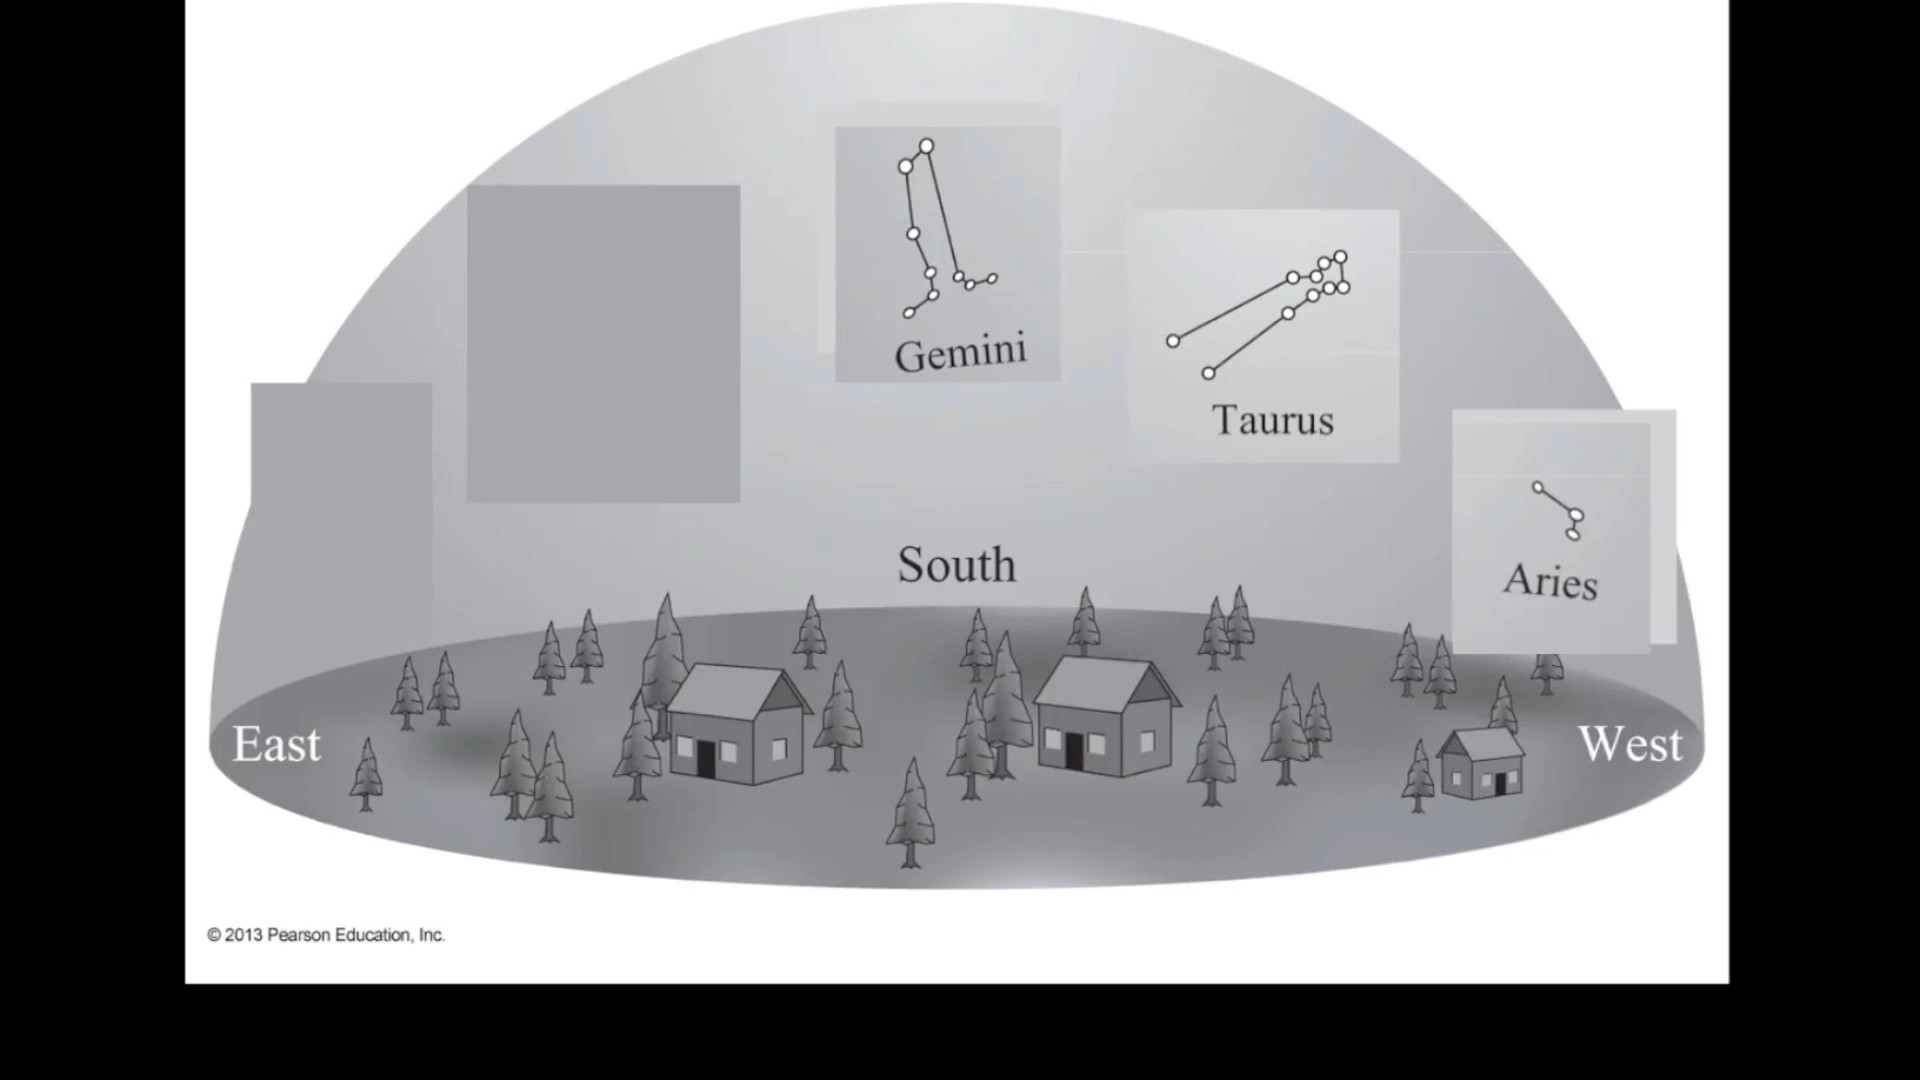 Gemini
Taurus
Aries
South
East
West
© 2013 Pearson Education, Inc.